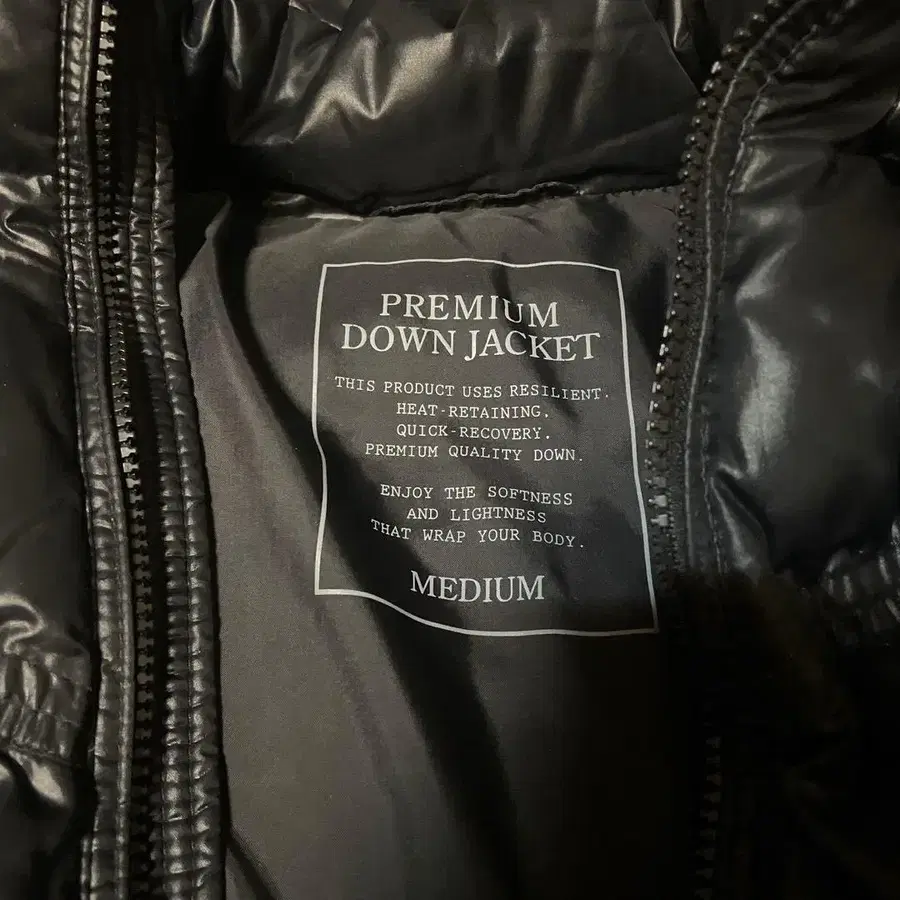 PREMIUM
DOWN JACKET
THIS PRODUCT USES RESILIENT.
HEAT-RETAINING.
QUICK-RECOVERY.
PREMIUM QUALITY DOWN.
ENJOY THE SOFTNESS
AND LIGHTNESS
THAT WRAP YOUR BODY.
MEDIUM